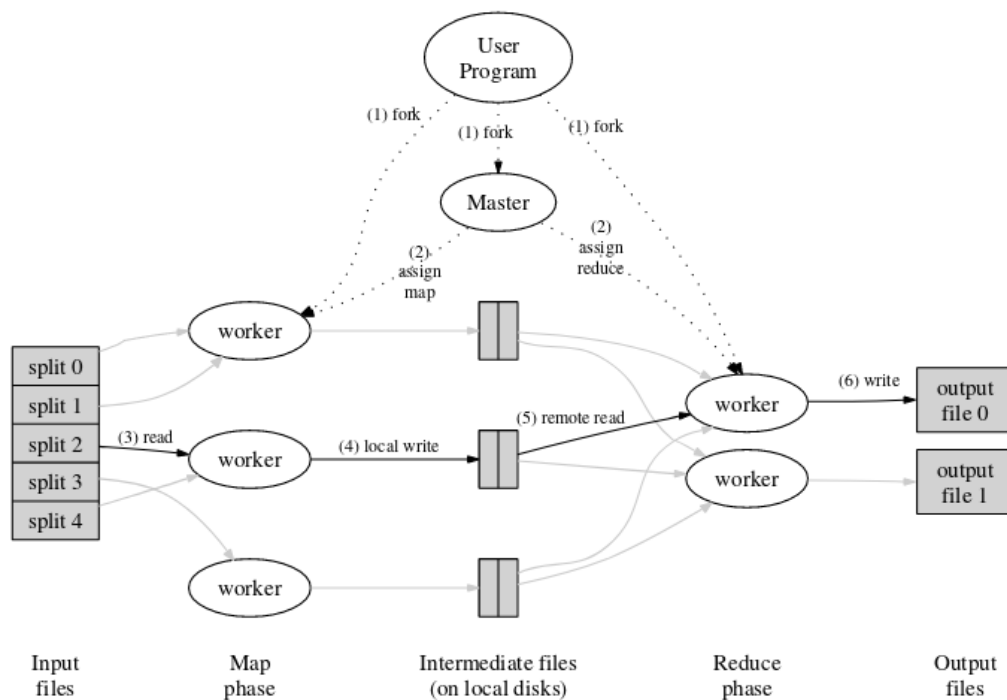 User
Program
(1) fork
(1) fork
(1) fork
Master
(2)
assign
map
(2)
assign
reduce
worker
split 0
split 1
split 2
split 3
split 4
(3) read
worker
(4) local write
(5) remote read
worker
(6) write
output
file 0
worker
output
file 1
worker
Input
files
Map
phase
Intermediate files
(on local disks)
Reduce
phase
Output
files